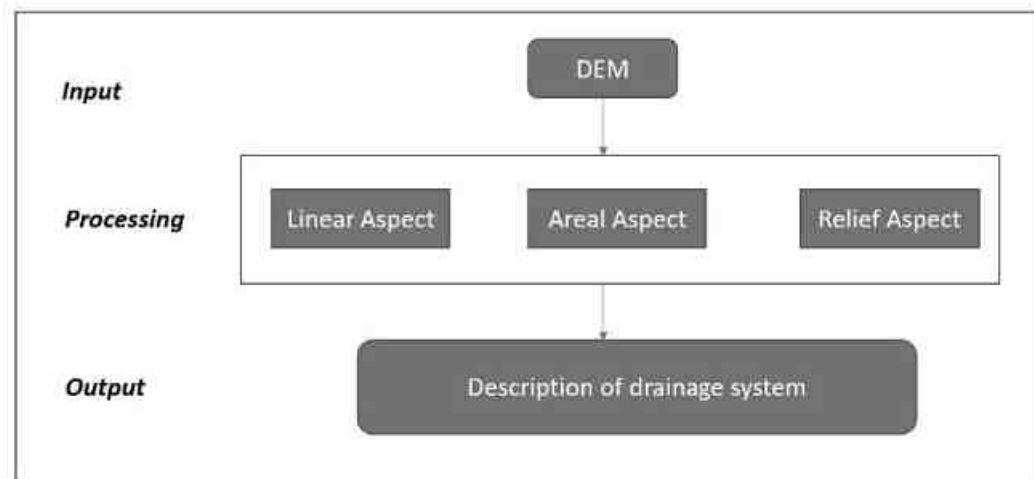 Input
DEM
Processing
Linear Aspect
Areal Aspect
Relief Aspect
Output
Description of drainage system